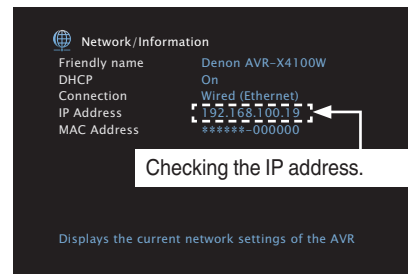 Network/Information
Friendly name Denon AVR-X4100W
DHCP On
Connection Wired (Ethernet)
IP Address 192.168.100.19
MAC Address ******-000000
Checking the IP address.
Displays the current network settings of the AVR